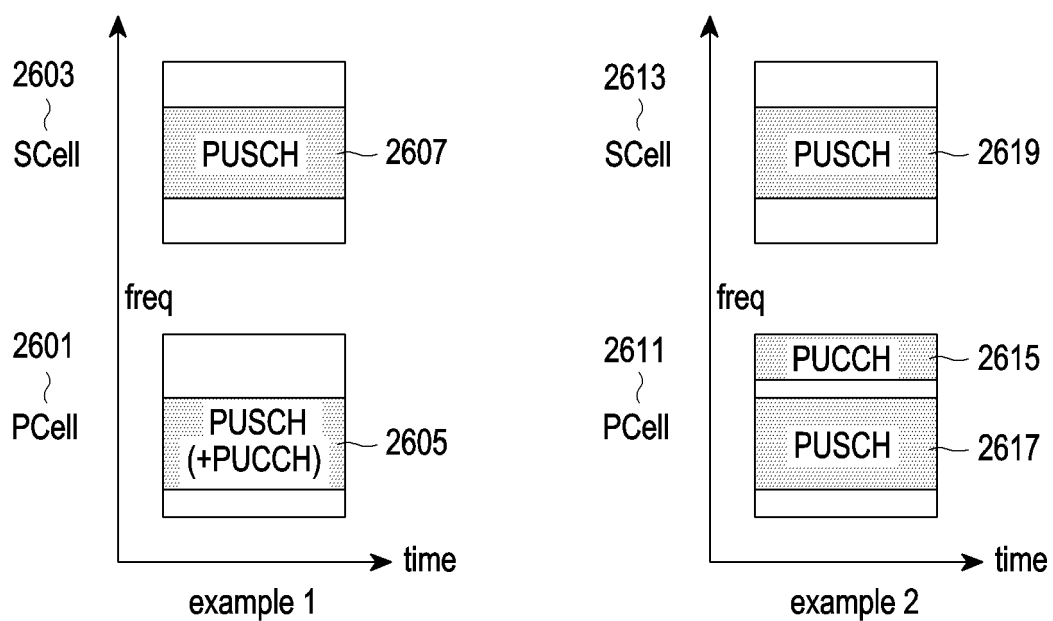 2603
SCell
PUSCH
2607
freq
2601
PCell
PUSCH
(+PUCCH)
2605
time
example 1
2613
SCell
PUSCH
2619
freq
2611
PCell
PUCCH
2615
PUSCH
2617
time
example 2